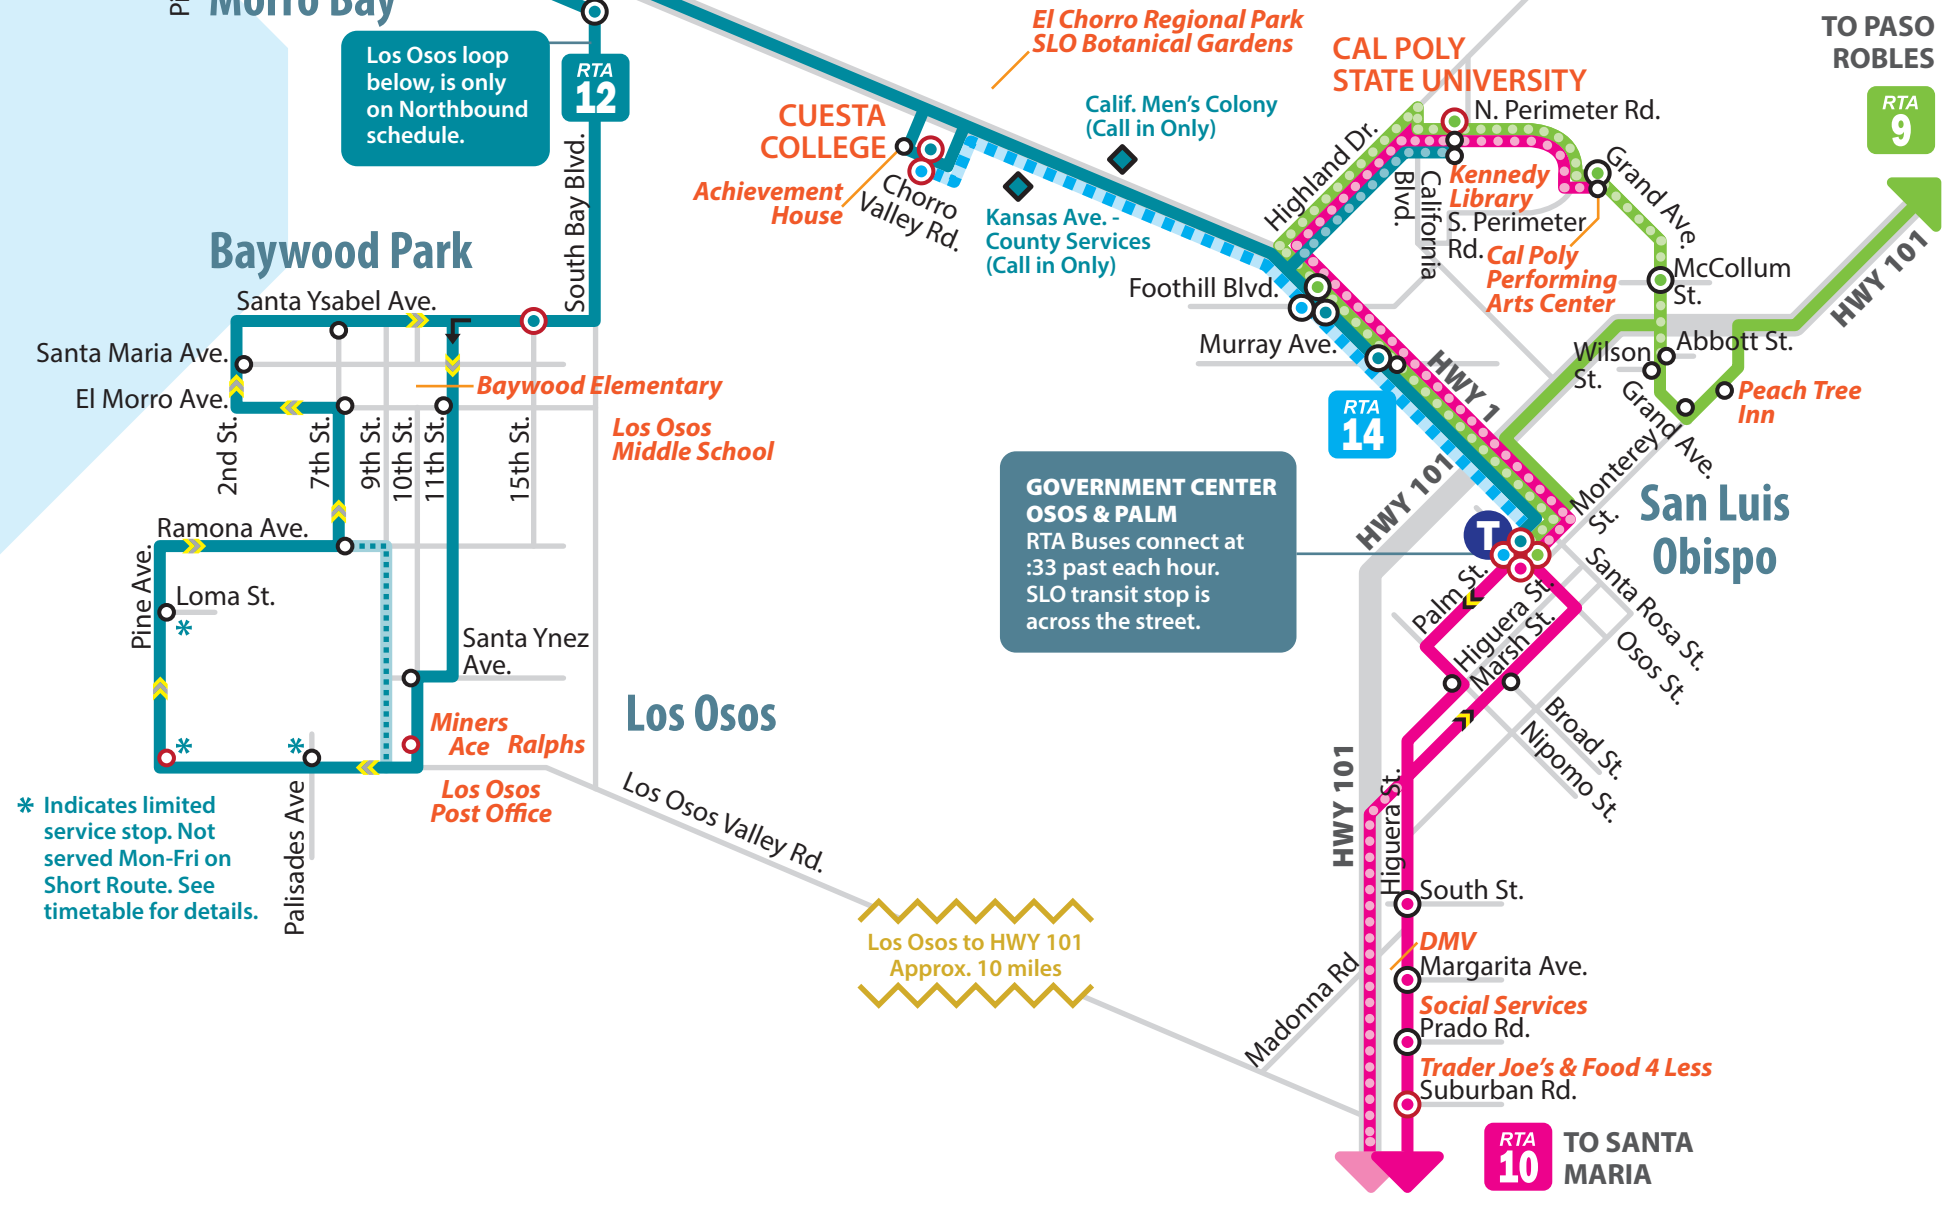 Morro Bay
Los Osos loop
below, is only
on Northbound
schedule.
RTA
12
South Bay Blvd.
El Chorro Regional Park
SLO Botanical Gardens
CUESTA
COLLEGE
Achievement
House
Chorro
Valley Rd.
Calif. Men's Colony
(Call in Only)
Kansas Ave. -
County Services
(Call in Only)
CAL POLY
STATE UNIVERSITY
N. Perimeter Rd.
Highland Dr.
California
Blvd.
Kennedy
Library
S. Perimeter
Rd.
Cal Poly
Performing
Arts Center
Grand Ave.
McCollum
St.
Abbott St.
Wilson
St.
Grand Ave.
Peach Tree
Inn
TO PASO
ROBLES
RTA
9
HWY 101
Foothill Blvd.
Murray Ave.
HWY 1
RTA
14
HWY 101
Monterey
St.
San Luis
Obispo
GOVERNMENT CENTER
OSOS & PALM
RTA Buses connect at
:33 past each hour.
SLO transit stop is
across the street.
T
Palm St.
Higuera St.
Marsh St.
Santa Rosa St.
Osos St.
Broad St.
Nipomo St.
HWY 101
Higuera St.
South St.
DMV
Margarita Ave.
Social Services
Prado Rd.
Trader Joe's & Food 4 Less
Suburban Rd.
Madonna Rd
RTA
10
TO SANTA
MARIA
Baywood Park
Santa Ysabel Ave.
Santa Maria Ave.
El Morro Ave.
Baywood Elementary
Los Osos
Middle School
2nd St.
7th St.
9th St.
10th St.
11th St.
15th St.
Ramona Ave.
Pine Ave.
Loma St.
*
Santa Ynez
Ave.
Los Osos
Miners
Ace
Ralphs
Los Osos
Post Office
*
*
Palisades Ave
* Indicates limited
service stop. Not
served Mon-Fri on
Short Route. See
timetable for details.
Los Osos Valley Rd.
Los Osos to HWY 101
Approx. 10 miles